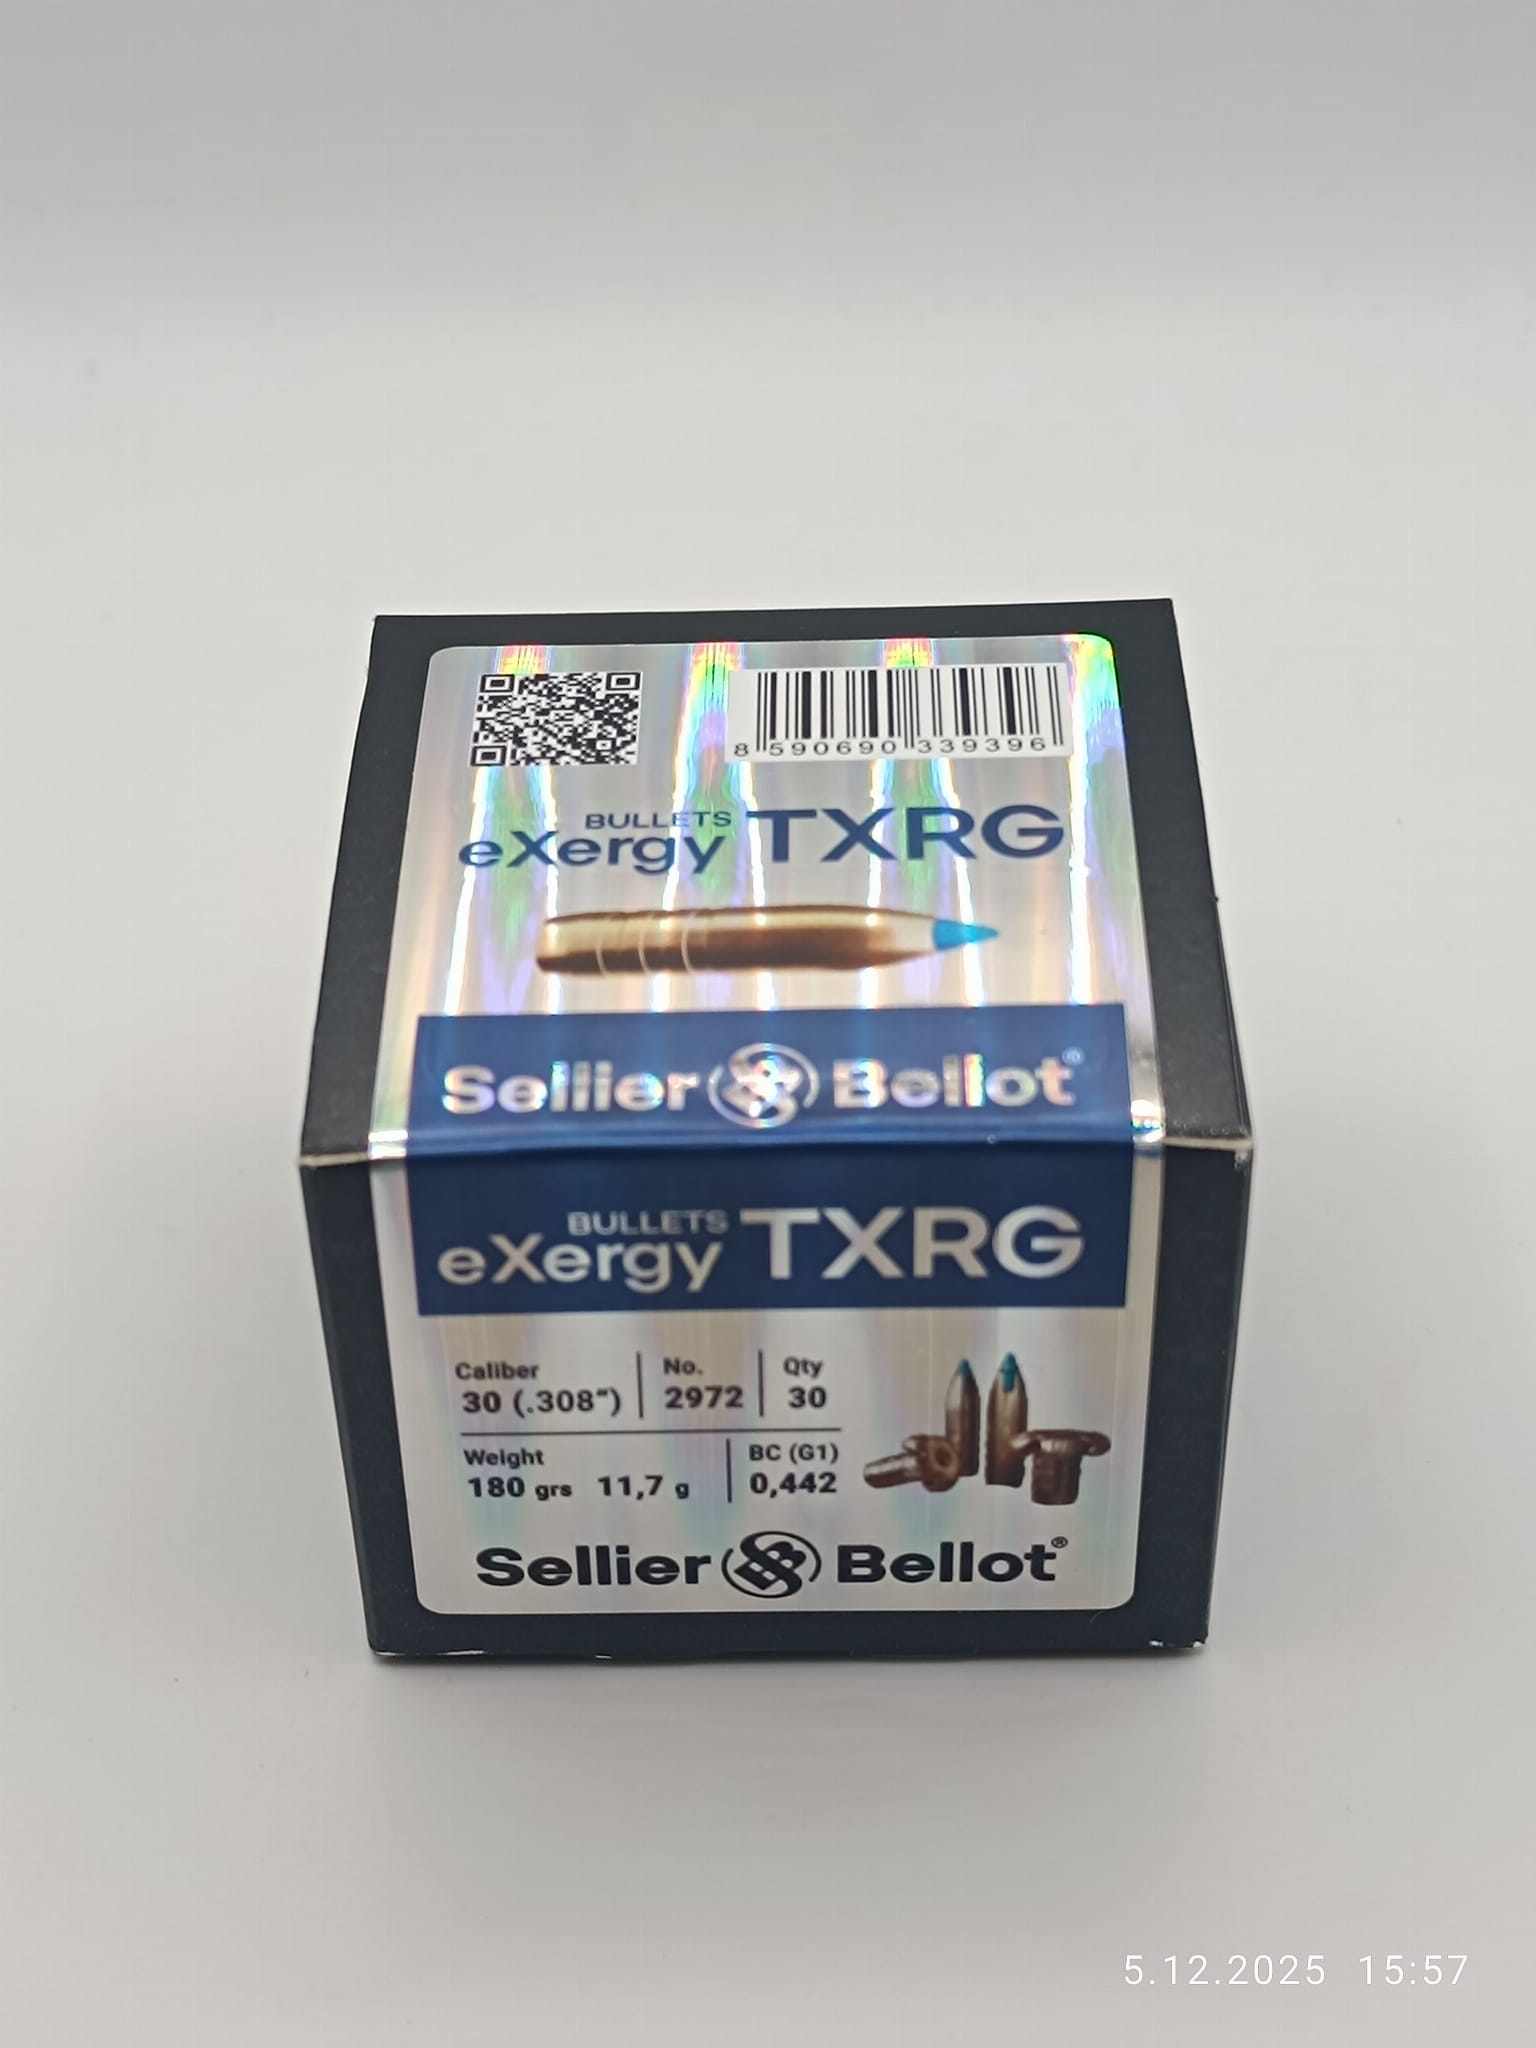 8 590690 339396
BULLETS
eXergy TXRG
Sellier & Bellot®
BULLETS
eXergy TXRG
Caliber No. Qty
30 (.308") 2972 30
Weight BC (G1)
180 grs 11,7 g 0,442
Sellier & Bellot®
5.12.2025 15:57